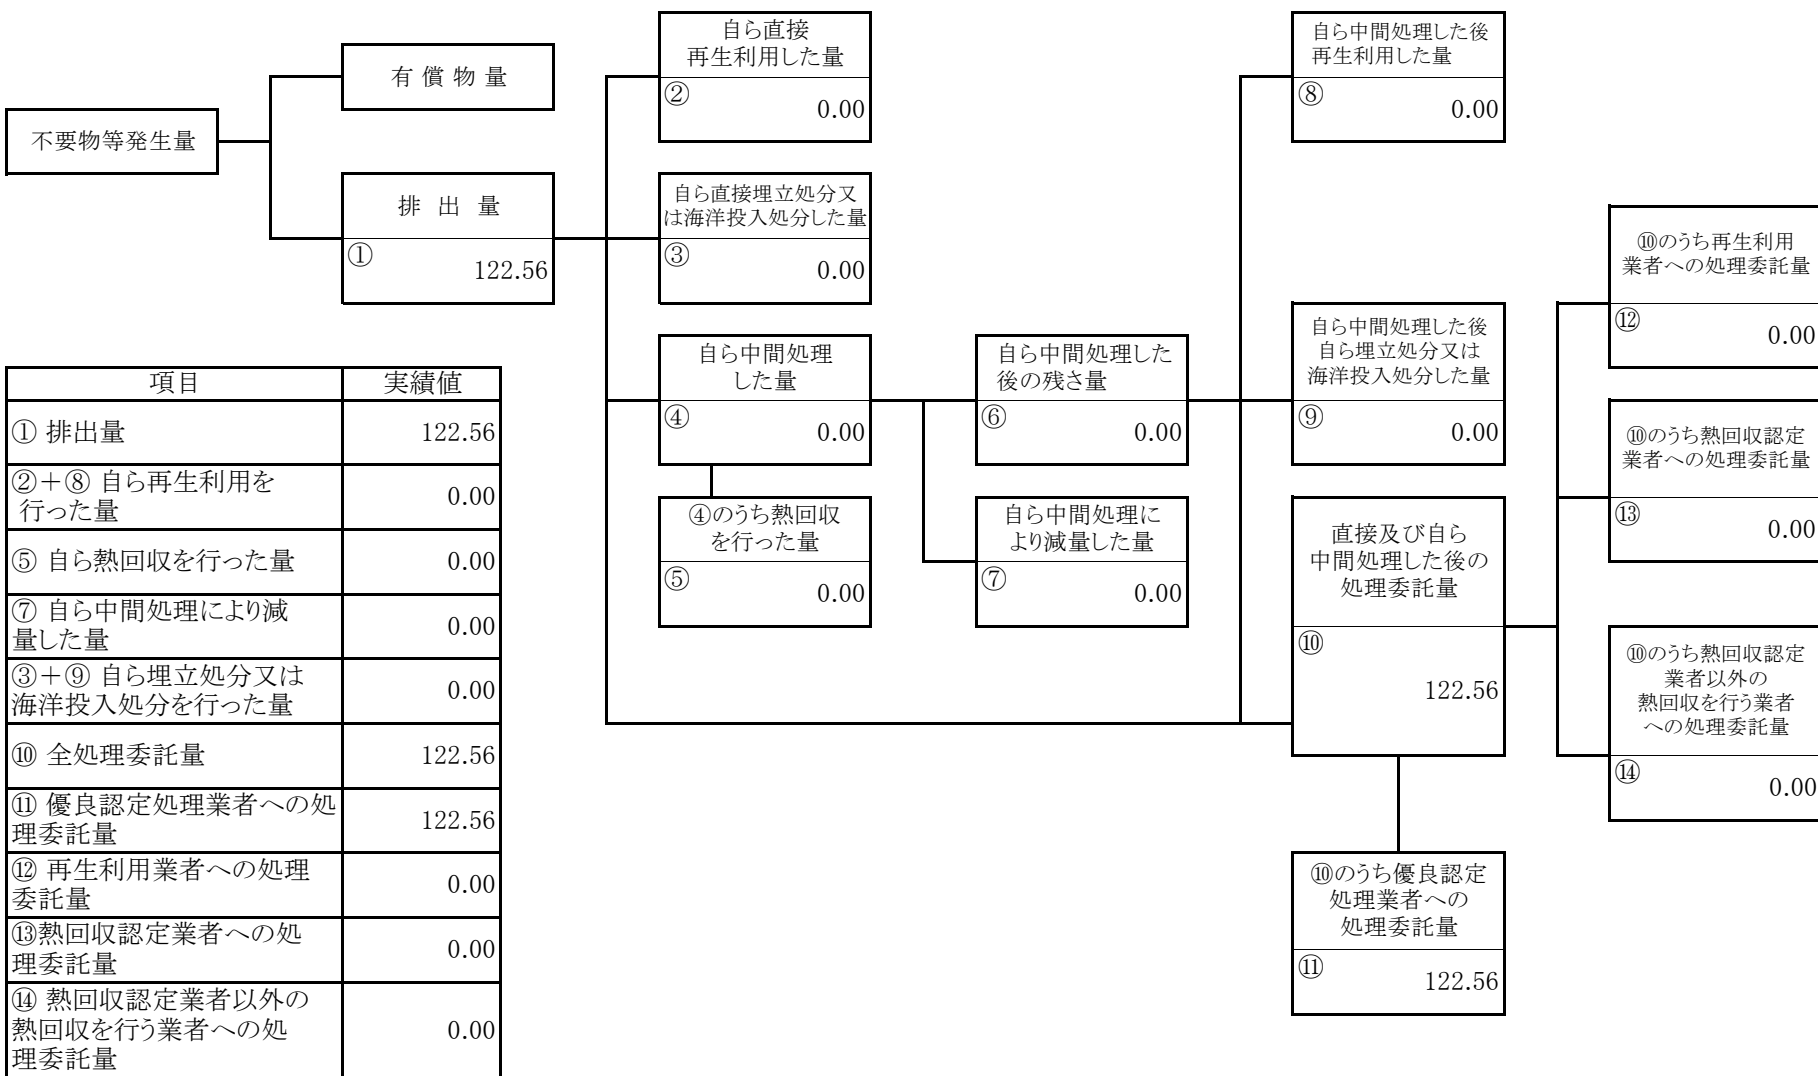 不要物等発生量
有償物量
排出量
①
122.56
自ら直接
再生利用した量
②
0.00
自ら直接埋立処分又
は海洋投入処分した量
③
0.00
自ら中間処理
した量
④
0.00
④のうち熱回収
を行った量
⑤
0.00
自ら中間処理した
後の残さ量
⑥
0.00
自ら中間処理に
より減量した量
⑦
0.00
自ら中間処理した後
再生利用した量
⑧
0.00
自ら中間処理した後
自ら埋立処分又は
海洋投入処分した量
⑨
0.00
直接及び自ら
中間処理した後の
処理委託量
⑩
122.56
⑩のうち優良認定
処理業者への
処理委託量
⑪
122.56
⑩のうち再生利用
業者への処理委託量
⑫
0.00
⑩のうち熱回収認定
業者への処理委託量
⑬
0.00
⑩のうち熱回収認定
業者以外の
熱回収を行う業者
への処理委託量
⑭
0.00
項目 実績値
① 排出量 122.56
②+⑧ 自ら再生利用を
行った量 0.00
⑤ 自ら熱回収を行った量 0.00
⑦ 自ら中間処理により減
量した量 0.00
③+⑨ 自ら埋立処分又は
海洋投入処分を行った量 0.00
⑩ 全処理委託量 122.56
⑪ 優良認定処理業者への処
理委託量 122.56
⑫ 再生利用業者への処理
委託量 0.00
⑬熱回収認定業者への処
理委託量 0.00
⑭ 熱回収認定業者以外の
熱回収を行う業者への処
理委託量 0.00